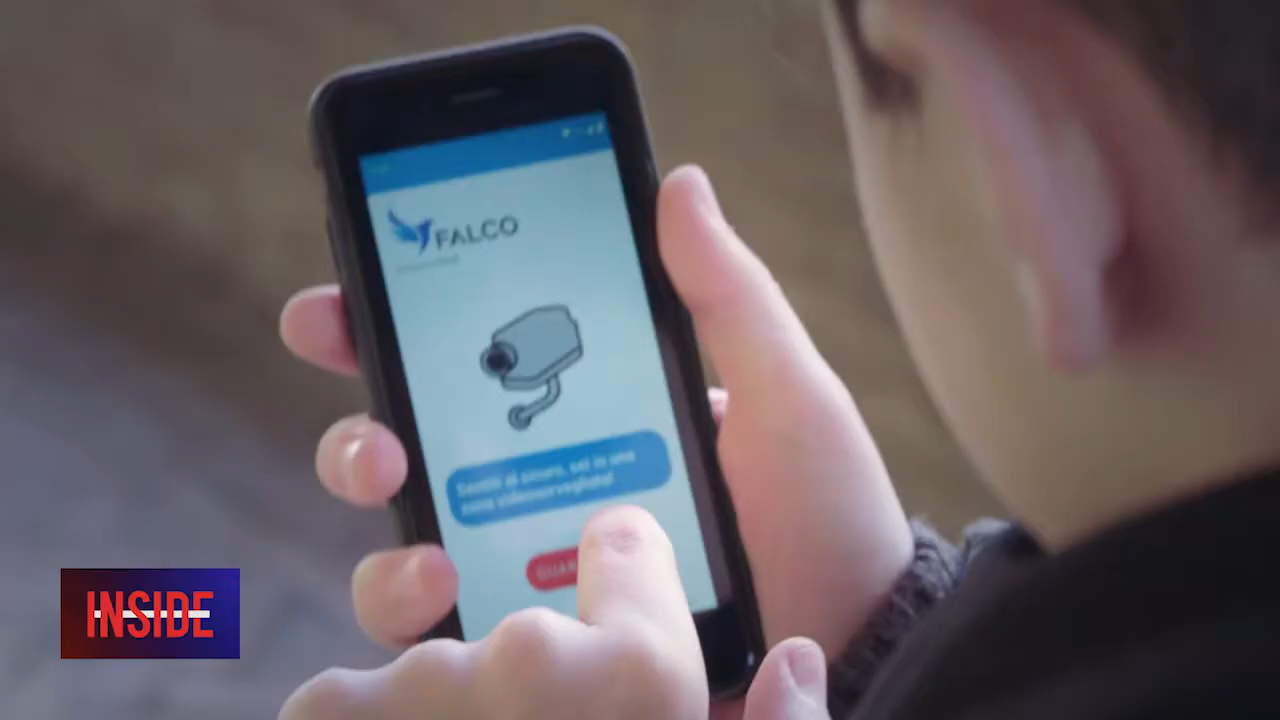 FALCO
Sentiti al sicuro, sei in una
zona videosorvegliata!
INSIDE